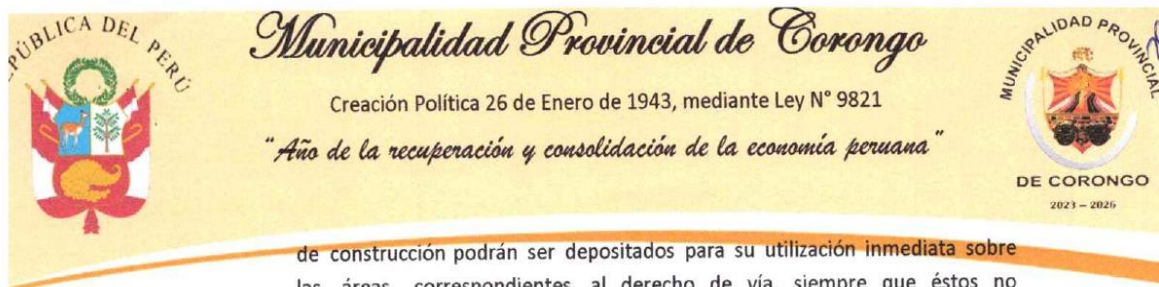 REPÚBLICA DEL PERÚ
Municipalidad Provincial de Corongo
Creación Política 26 de Enero de 1943, mediante Ley N° 9821
"Año de la recuperación y consolidación de la economía peruana"
MUNICIPALIDAD PROVINCIAL
DE CORONGO
2023 – 2026
de construcción podrán ser depositados para su utilización inmediata sobre
las áreas correspondientes al derecho de vía, siempre que éstos no